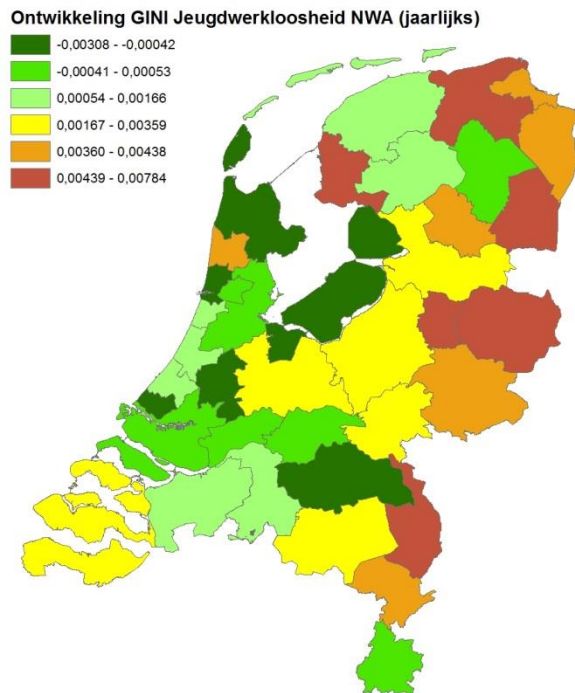 Ontwikkeling GINI Jeugdwerkloosheid NWA (jaarlijks)
-0,00308 - -0,00042
-0,00041 - 0,00053
0,00054 - 0,00166
0,00167 - 0,00359
0,00360 - 0,00438
0,00439 - 0,00784